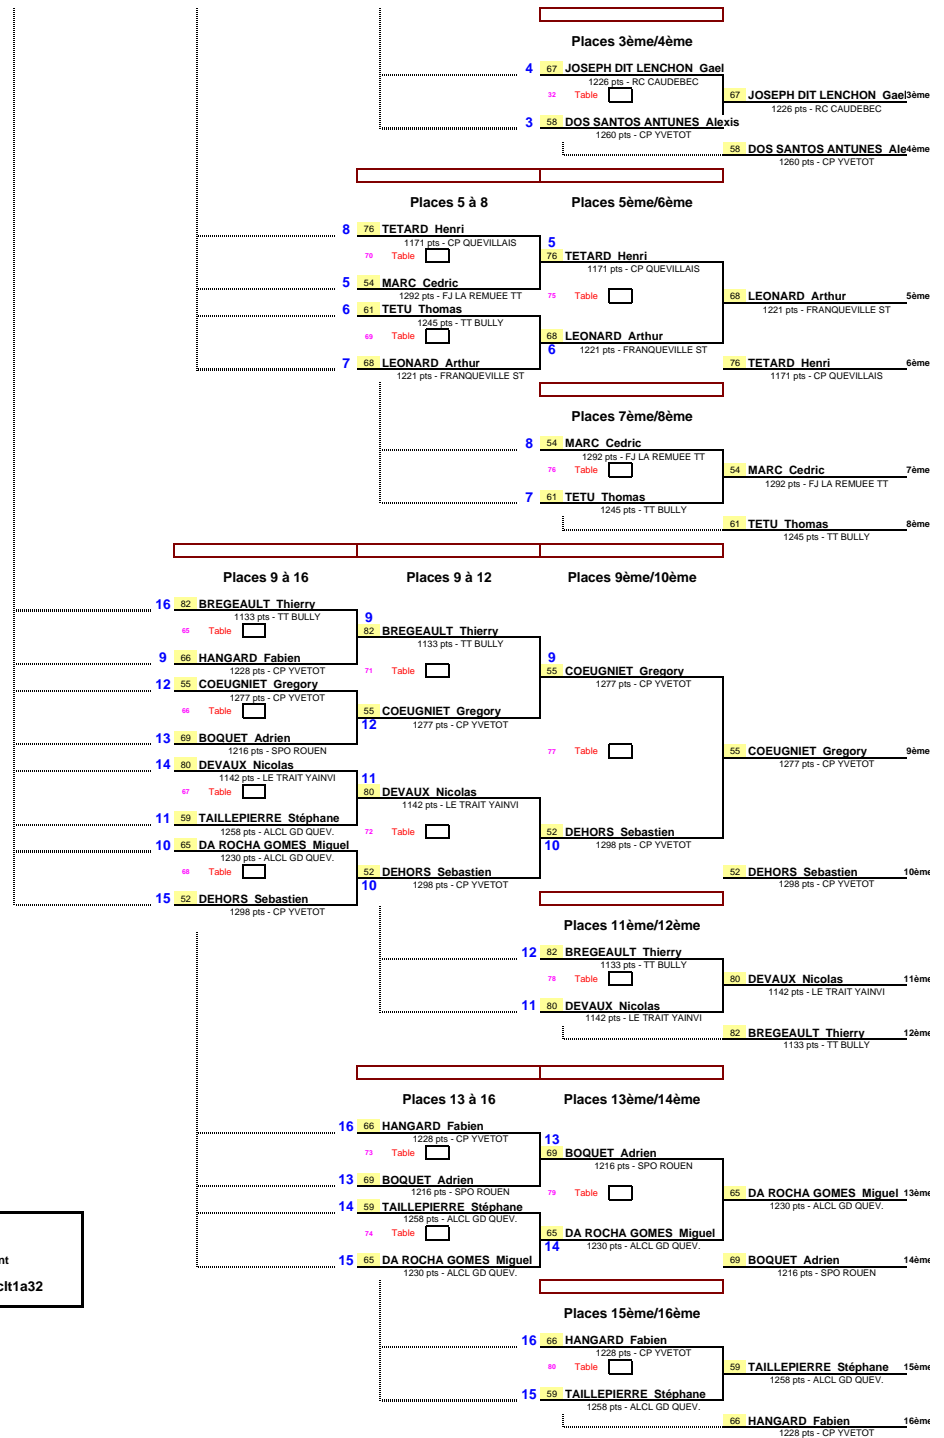 Places 3ème/4ème
4 67 JOSEPH DIT LENCHON Gael
1226 pts - RC CAUDEBEC
32 Table
67 JOSEPH DIT LENCHON Gael 3ème
1226 pts - RC CAUDEBEC
3 58 DOS SANTOS ANTUNES Alexis
1260 pts - CP YVETOT
58 DOS SANTOS ANTUNES Ale 4ème
1260 pts - CP YVETOT
Places 5 à 8 Places 5ème/6ème
8 76 TETARD Henri
1171 pts - CP QUEVILLAIS
5
70 Table
76 TETARD Henri
1171 pts - CP QUEVILLAIS
5 54 MARC Cedric
1292 pts - FJ LA REMUEE TT
75 Table
68 LEONARD Arthur 5ème
1221 pts - FRANQUEVILLE ST
6 61 TETU Thomas
1245 pts - TT BULLY
69 Table
68 LEONARD Arthur
6 1221 pts - FRANQUEVILLE ST
7 68 LEONARD Arthur
1221 pts - FRANQUEVILLE ST
76 TETARD Henri 6ème
1171 pts - CP QUEVILLAIS
Places 7ème/8ème
8 54 MARC Cedric
1292 pts - FJ LA REMUEE TT
76 Table
54 MARC Cedric 7ème
1292 pts - FJ LA REMUEE TT
7 61 TETU Thomas
1245 pts - TT BULLY
61 TETU Thomas 8ème
1245 pts - TT BULLY
Places 9 à 16 Places 9 à 12 Places 9ème/10ème
16 82 BREGEAULT Thierry
1133 pts - TT BULLY
9
65 Table
82 BREGEAULT Thierry
1133 pts - TT BULLY
9 66 HANGARD Fabien
1228 pts - CP YVETOT
9
71 Table
55 COEUGNIET Gregory
1277 pts - CP YVETOT
12 55 COEUGNIET Gregory
1277 pts - CP YVETOT
66 Table
55 COEUGNIET Gregory
12 1277 pts - CP YVETOT
13 69 BOQUET Adrien
1216 pts - SPO ROUEN
77 Table
55 COEUGNIET Gregory 9ème
1277 pts - CP YVETOT
14 80 DEVAUX Nicolas
1142 pts - LE TRAIT YAINVI
11
67 Table
80 DEVAUX Nicolas
1142 pts - LE TRAIT YAINVI
11 59 TAILLEPIERRE Stéphane
1258 pts - ALCL GD QUEV.
72 Table
52 DEHORS Sebastien
10 1298 pts - CP YVETOT
10 65 DA ROCHA GOMES Miguel
1230 pts - ALCL GD QUEV.
68 Table
52 DEHORS Sebastien
10 1298 pts - CP YVETOT
52 DEHORS Sebastien 10ème
1298 pts - CP YVETOT
15 52 DEHORS Sebastien
1298 pts - CP YVETOT
Places 11ème/12ème
12 82 BREGEAULT Thierry
1133 pts - TT BULLY
78 Table
80 DEVAUX Nicolas 11ème
1142 pts - LE TRAIT YAINVI
11 80 DEVAUX Nicolas
1142 pts - LE TRAIT YAINVI
82 BREGEAULT Thierry 12ème
1133 pts - TT BULLY
Places 13 à 16 Places 13ème/14ème
16 66 HANGARD Fabien
1228 pts - CP YVETOT
13
73 Table
69 BOQUET Adrien
1216 pts - SPO ROUEN
13 69 BOQUET Adrien
1216 pts - SPO ROUEN
79 Table
65 DA ROCHA GOMES Miguel 13ème
1230 pts - ALCL GD QUEV.
14 59 TAILLEPIERRE Stéphane
1258 pts - ALCL GD QUEV.
74 Table
65 DA ROCHA GOMES Miguel
14 1230 pts - ALCL GD QUEV.
15 65 DA ROCHA GOMES Miguel
1230 pts - ALCL GD QUEV.
69 BOQUET Adrien 14ème
1216 pts - SPO ROUEN
nt
clt1a32
Places 15ème/16ème
16 66 HANGARD Fabien
1228 pts - CP YVETOT
80 Table
59 TAILLEPIERRE Stéphane 15ème
1258 pts - ALCL GD QUEV.
15 59 TAILLEPIERRE Stéphane
1258 pts - ALCL GD QUEV.
66 HANGARD Fabien 16ème
1228 pts - CP YVETOT